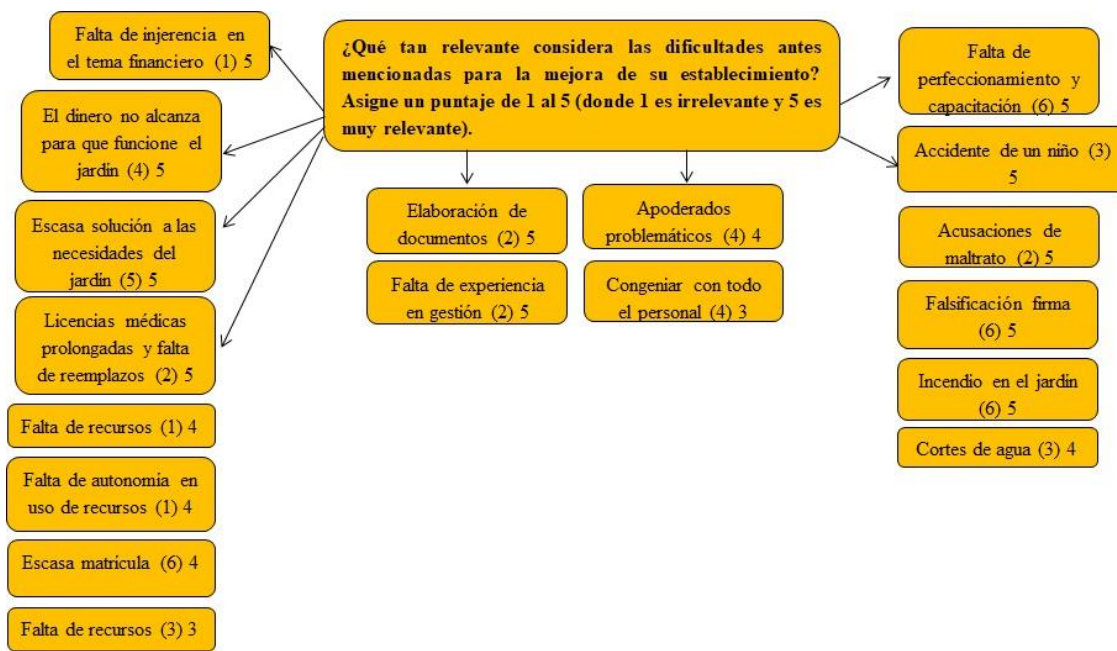 ¿Qué tan relevante considera las dificultades antes
mencionadas para la mejora de su establecimiento?
Asigne un puntaje de 1 al 5 (donde 1 es irrelevante y 5 es
muy relevante).
Falta de injerencia en
el tema financiero (1) 5
El dinero no alcanza
para que funcione el
jardín (4) 5
Escasa solución a las
necesidades del
jardín (5) 5
Licencias médicas
prolongadas y falta
de reemplazos (2) 5
Falta de recursos (1) 4
Falta de autonomía en
uso de recursos (1) 4
Escasa matrícula (6) 4
Falta de recursos (3) 3
Elaboración de
documentos (2) 5
Falta de experiencia
en gestión (2) 5
Apoderados
problemáticos (4) 4
Congeniar con todo
el personal (4) 3
Falta de
perfeccionamiento y
capacitación (6) 5
Accidente de un niño (3)
5
Acusaciones de
maltrato (2) 5
Falsificación firma
(6) 5
Incendio en el jardín
(6) 5
Cortes de agua (3) 4